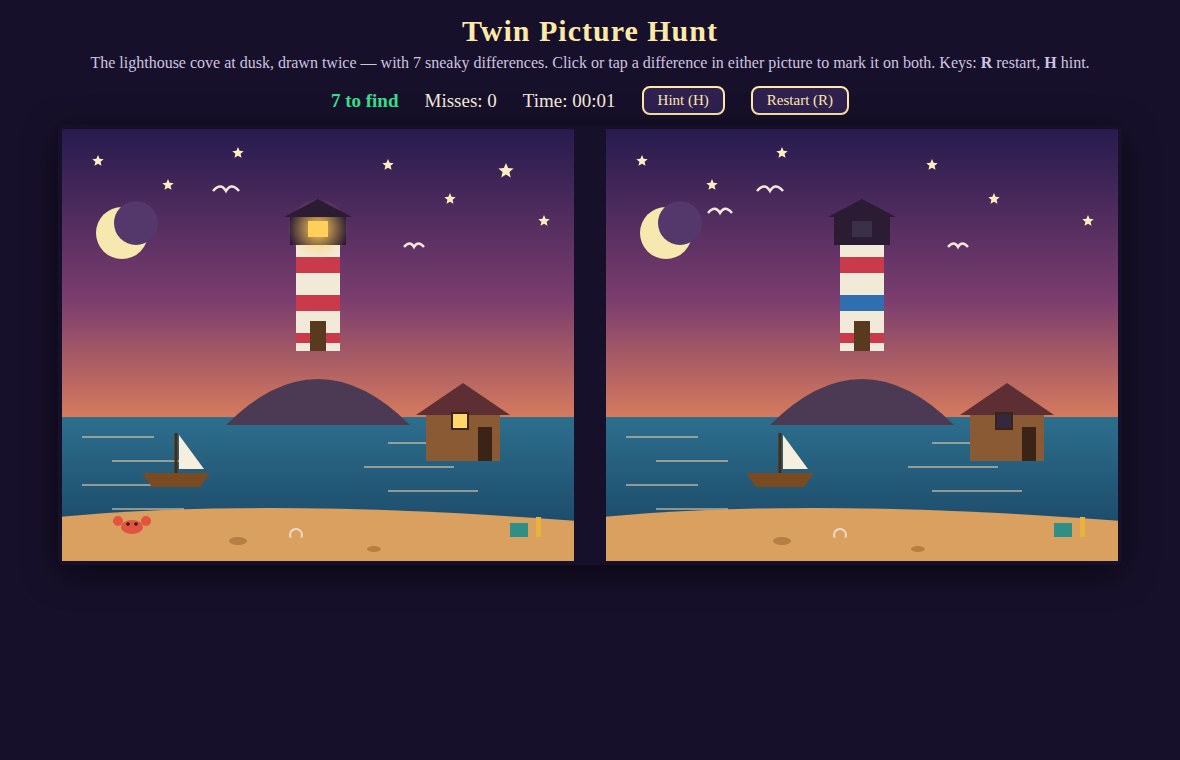 Twin Picture Hunt
The lighthouse cove at dusk, drawn twice — with 7 sneaky differences. Click or tap a difference in either picture to mark it on both. Keys: R restart, H hint.
7 to find Misses: 0 Time: 00:01 Hint (H) Restart (R)